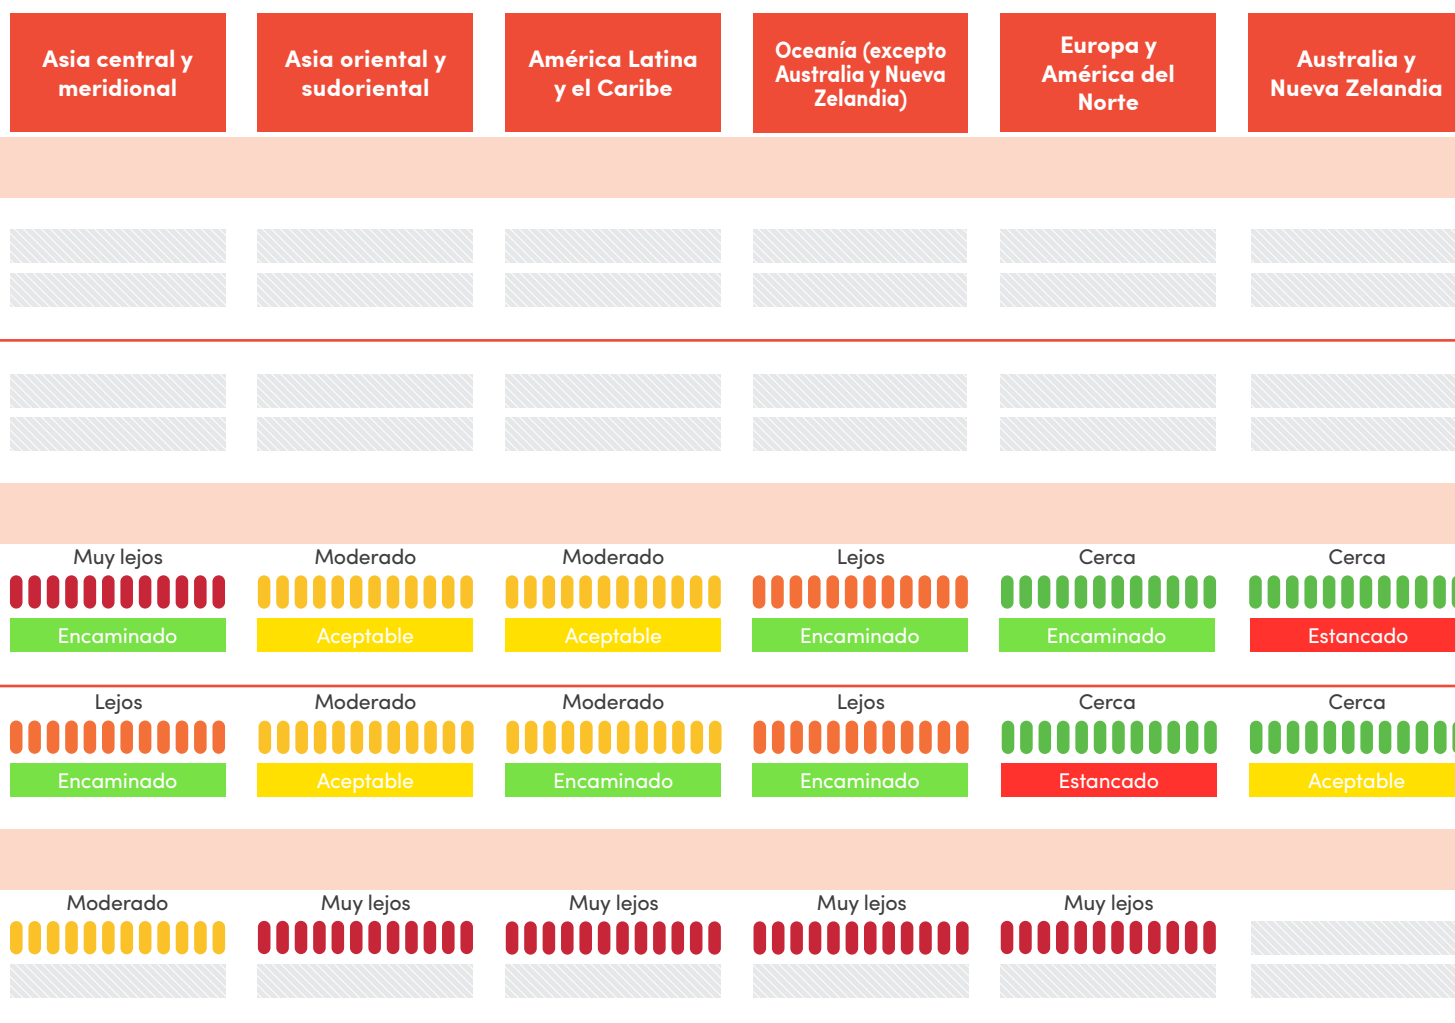 Asia central y
meridional
Asia oriental y
sudoriental
América Latina
y el Caribe
Oceanía (excepto
Australia y Nueva
Zelandia)
Europa y
América del
Norte
Australia y
Nueva Zelandia
Muy lejos
Moderado
Moderado
Lejos
Cerca
Cerca
Encaminado
Aceptable
Aceptable
Encaminado
Encaminado
Estancado
Lejos
Moderado
Moderado
Lejos
Cerca
Cerca
Encaminado
Aceptable
Encaminado
Encaminado
Estancado
Aceptable
Moderado
Muy lejos
Muy lejos
Muy lejos
Muy lejos